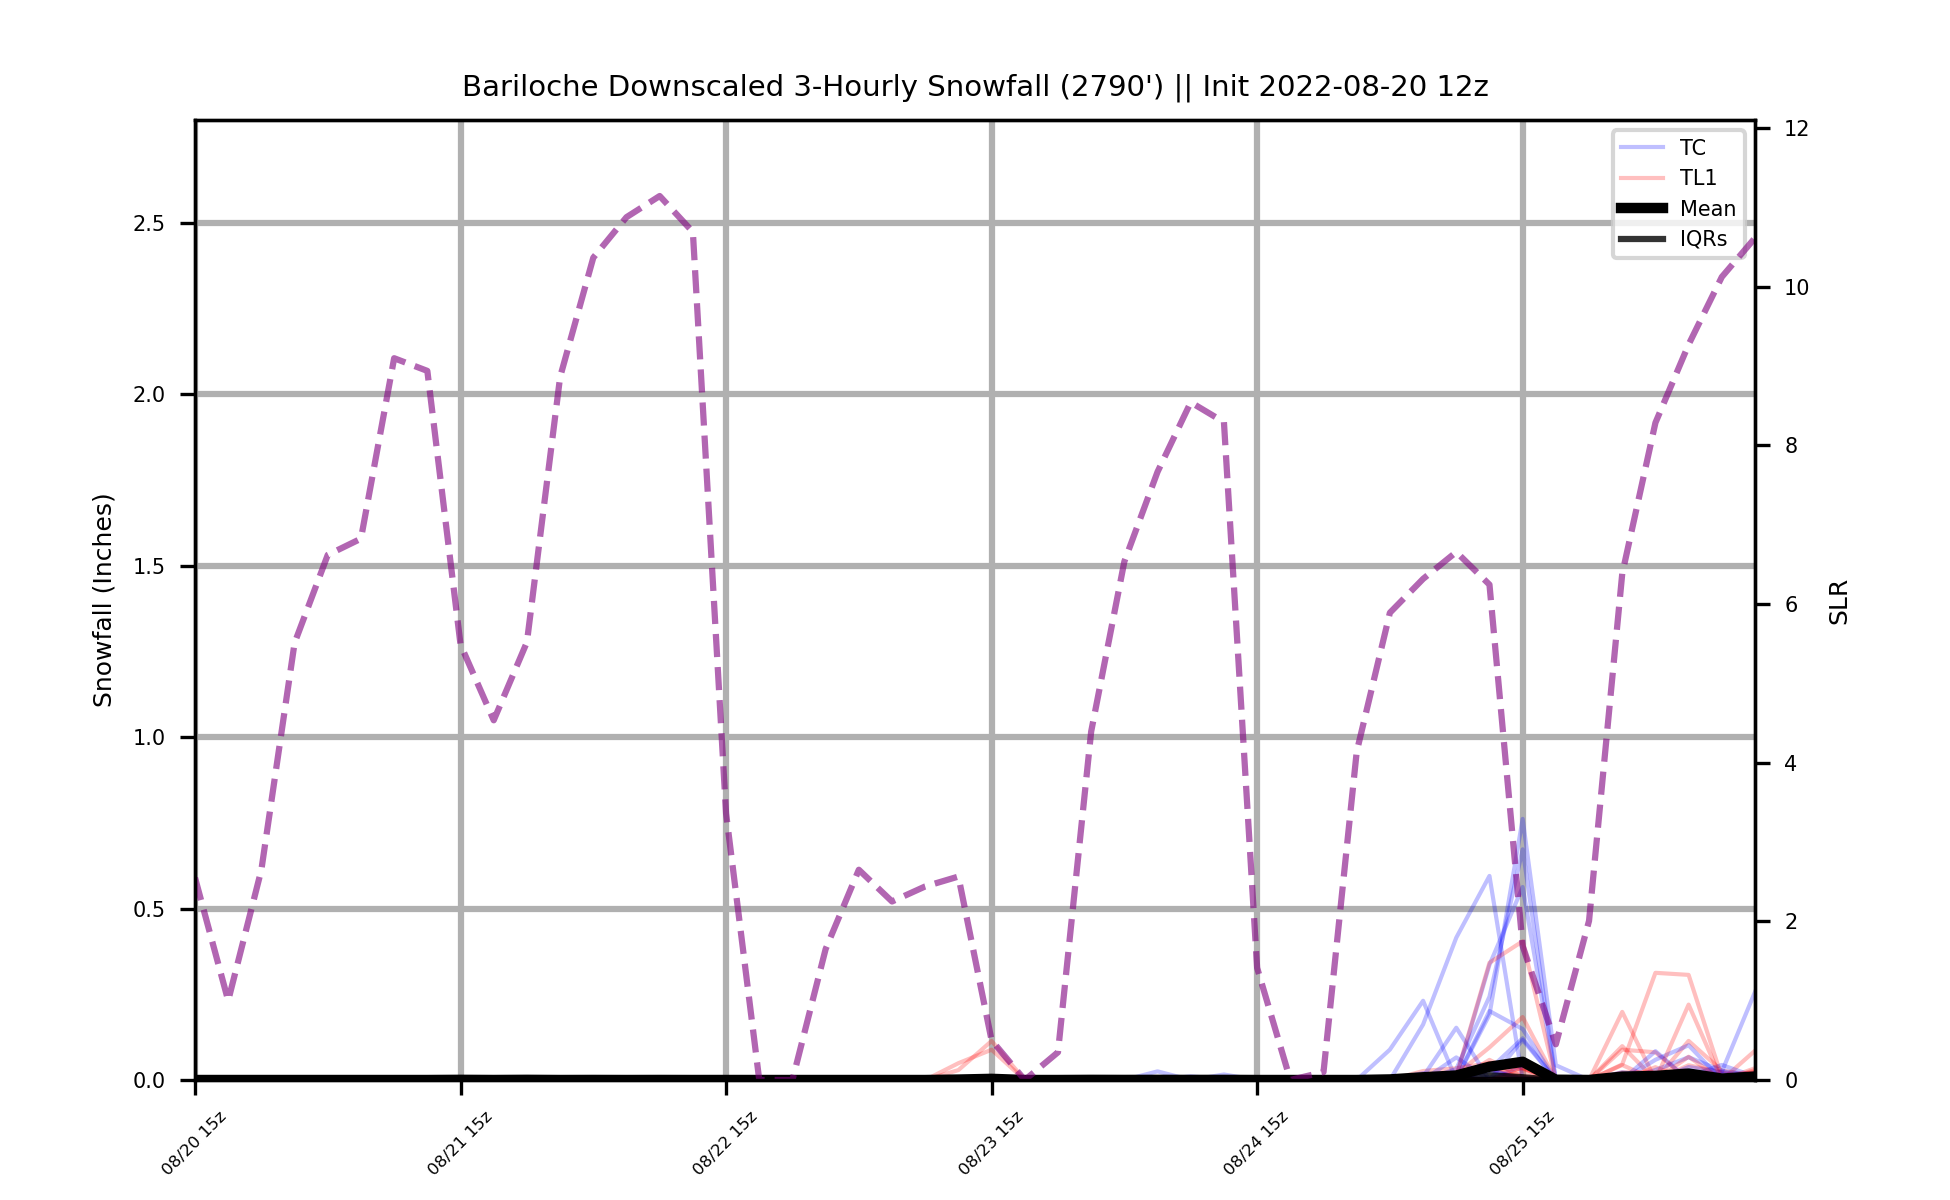 Bariloche Downscaled 3-Hourly Snowfall (2790') || Init 2022-08-20 12z
TC
TL1
Mean
IQRs
Snowfall (Inches)
2.5
2.0
1.5
1.0
0.5
0.0
12
10
8
6
4
2
0
SLR
08/20 15z
08/21 15z
08/22 15z
08/23 15z
08/24 15z
08/25 15z